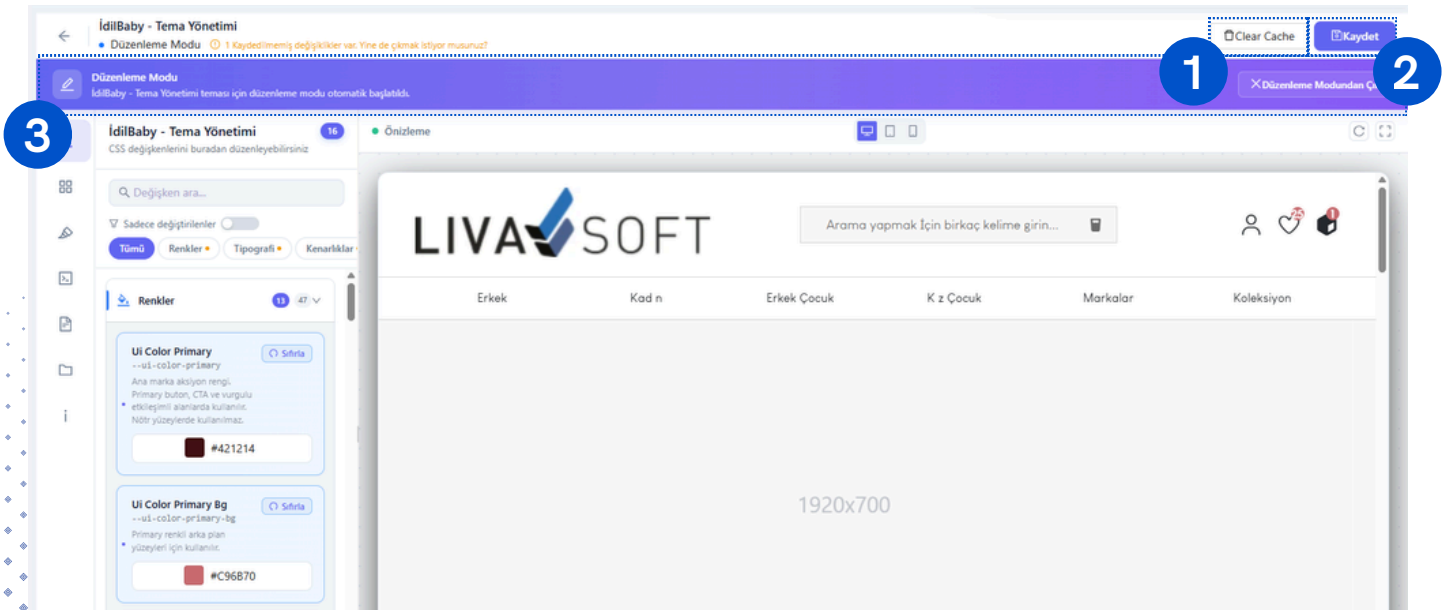 İdilBaby - Tema Yönetimi
Düzenleme Modu 1 Kaydedilmemiş değişiklikler var. Yine de çıkmak istiyor musunuz?
Clear Cache
Kaydet
1
2
Düzenleme Modu
İdilBaby - Tema Yönetimi teması için düzenleme modu otomatik başlatıldı.
Düzenleme Modundan
3
İdilBaby - Tema Yönetimi 16
CSS değişkenlerini buradan düzenleyebilirsiniz
Önizleme
Değişken ara...
Sadece değiştirilenler
Tümü Renkler Tipografi Kenarlıklar
Renkler 13 47
Ui Color Primary Sıfırla
--ui-color-primary
Ana marka aksiyon rengi.
Primary buton, CTA ve vurgulu
etkileşimli alanlarda kullanılır.
Nötr yüzeylerde kullanılmaz.
#421214
Ui Color Primary Bg Sıfırla
--ui-color-primary-bg
Primary renkli arka plan
yüzeyleri için kullanılır.
#C96B70
LIVA SOFT
Arama yapmak İçin birkaç kelime girin...
1
Erkek Kad n Erkek Çocuk K z Çocuk Markalar Koleksiyon
1920x700